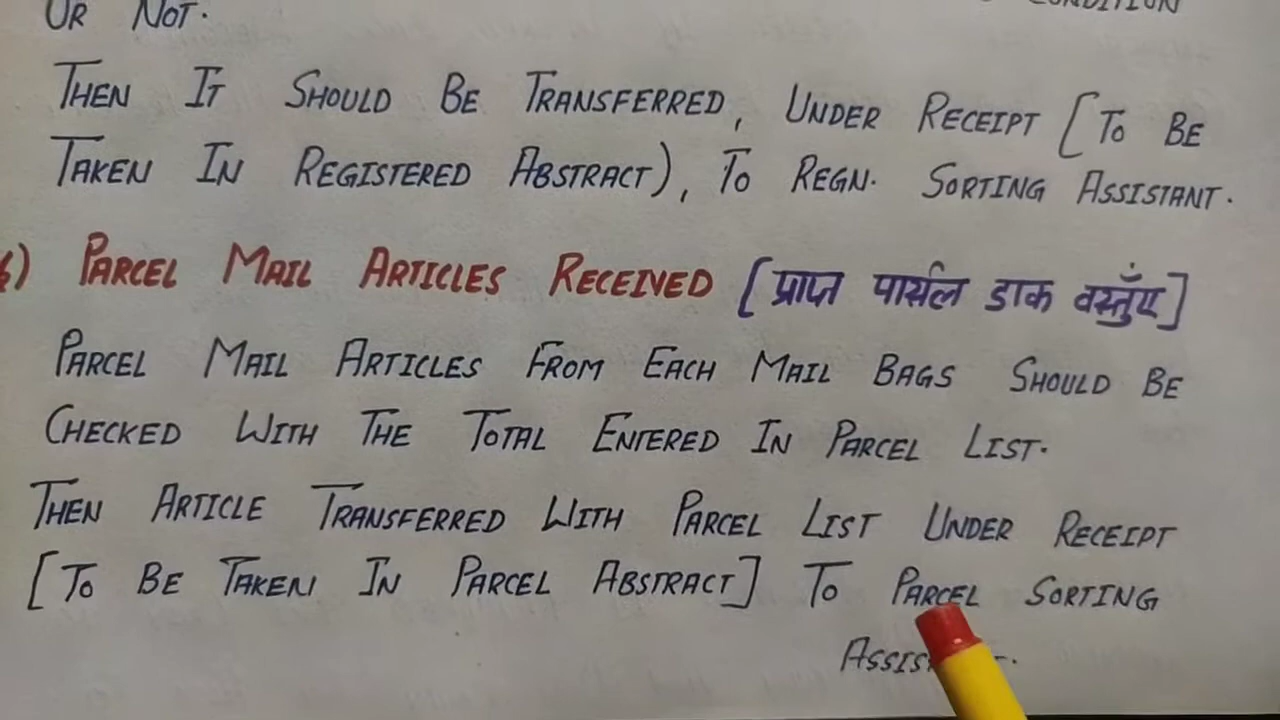 OR NOT. CONDITION
THEN IT SHOULD BE TRANSFERRED, UNDER RECEIPT [TO BE
TAKEN IN REGISTERED ABSTRACT), TO REGN. SORTING ASSISTANT.
PARCEL MAIL ARTICLES RECEIVED [प्राप्त पार्सल डाक वस्तुएँ]
PARCEL MAIL ARTICLES FROM EACH MAIL BAGS SHOULD BE
CHECKED WITH THE TOTAL ENTERED IN PARCEL LIST.
THEN ARTICLE TRANSFERRED WITH PARCEL LIST UNDER RECEIPT
[TO BE TAKEN IN PARCEL ABSTRACT] TO PARCEL SORTING